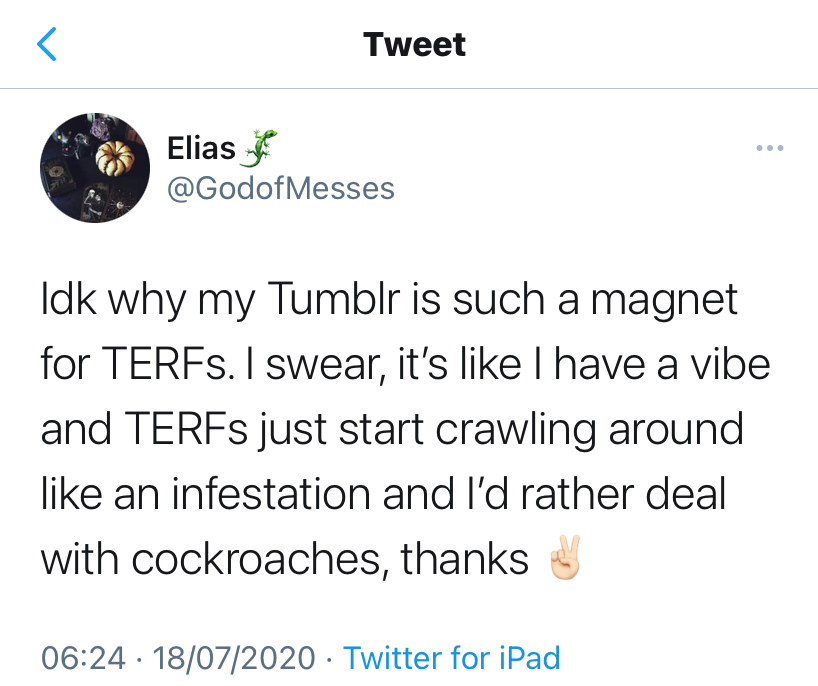 Tweet
Elias 🦎
@GodofMesses
Idk why my Tumblr is such a magnet
for TERFs. I swear, it’s like I have a vibe
and TERFs just start crawling around
like an infestation and I’d rather deal
with cockroaches, thanks ✌🏻
06:24 · 18/07/2020 · Twitter for iPad